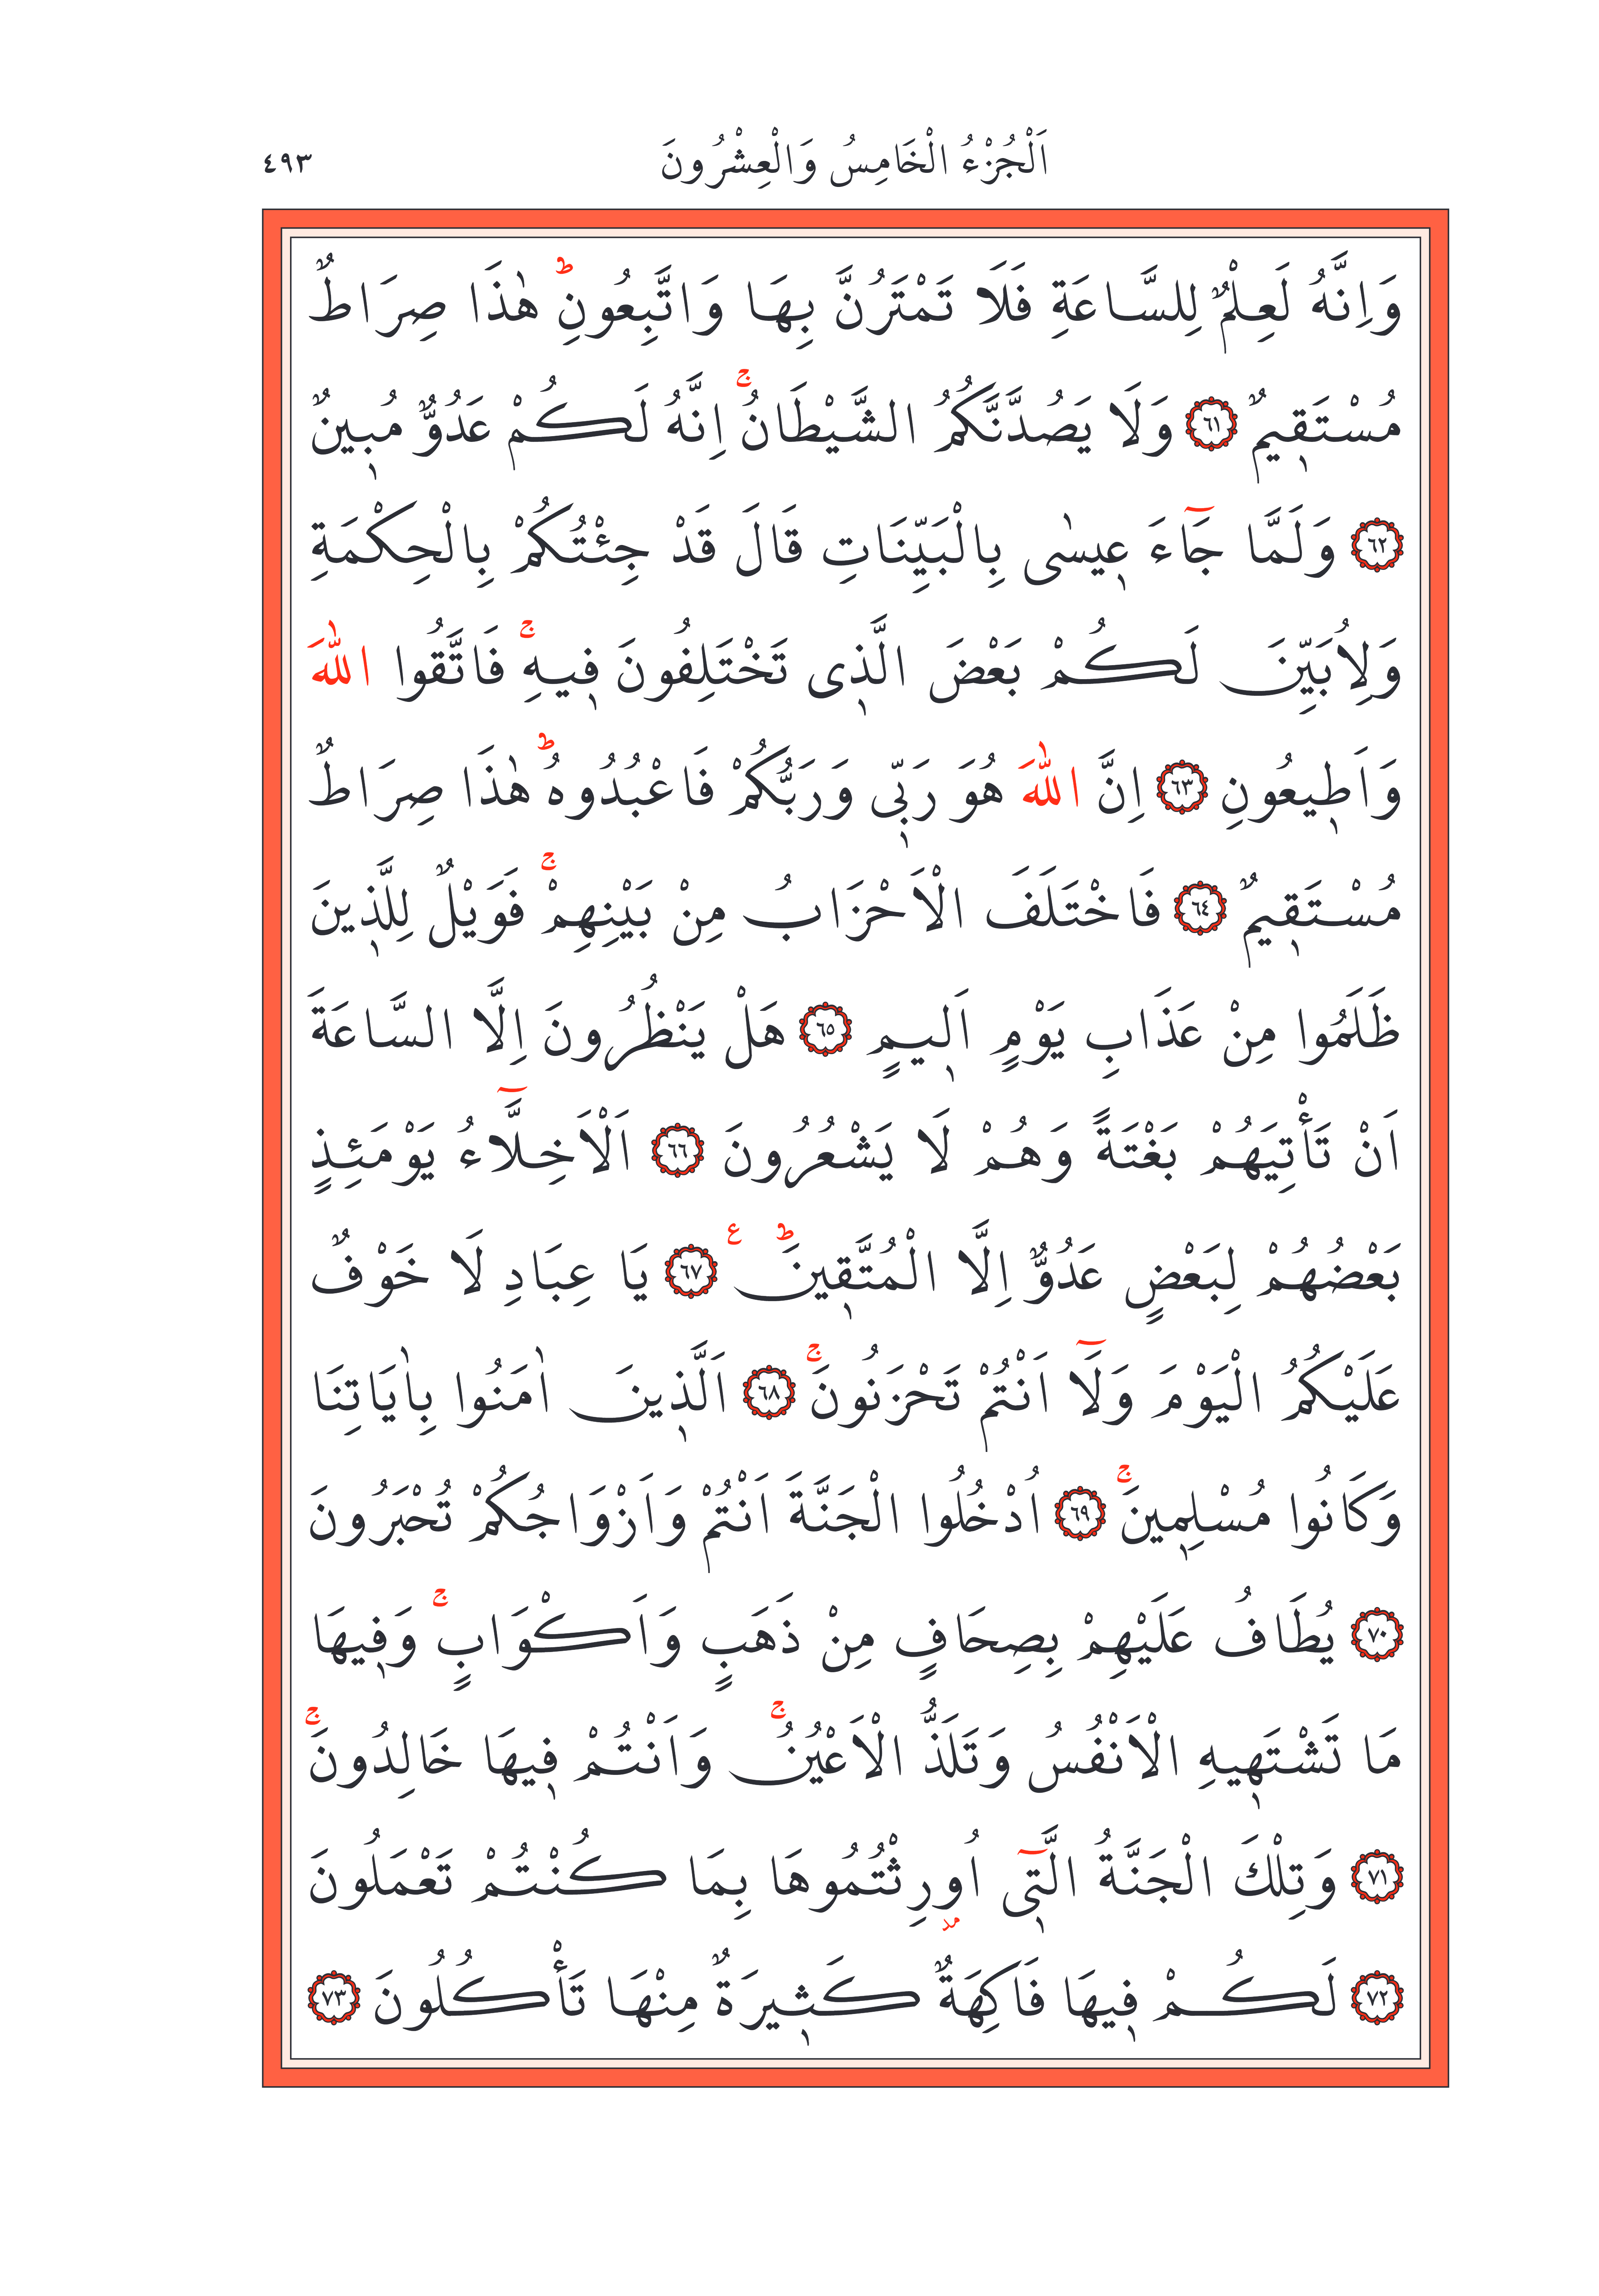 اَلْجُزْءُ الْخَامِسُ وَالْعِشْرُونَ ٤٩٣
وَاِنَّهُ لَعِلْمٌ لِلسَّاعَةِ فَلَا تَمْتَرُنَّ بِهَا وَاتَّبِعُونِۜ هٰذَا صِرَاطٌ
مُسْتَق۪يمٌ ﴿٦١﴾ وَلَا يَصُدَّنَّكُمُ الشَّيْطَانُۚ اِنَّهُ لَكُمْ عَدُوٌّ مُب۪ينٌ
﴿٦٢﴾ وَلَمَّا جَٓاءَ ع۪يسٰى بِالْبَيِّنَاتِ قَالَ قَدْ جِئْتُكُمْ بِالْحِكْمَةِ
وَلِاُبَيِّنَ لَكُمْ بَعْضَ الَّذ۪ى تَخْتَلِفُونَ ف۪يهِۚ فَاتَّقُوا اللّٰهَ
وَاَط۪يعُونِ ﴿٦٣﴾ اِنَّ اللّٰهَ هُوَ رَبّ۪ى وَرَبُّكُمْ فَاعْبُدُوهُۜ هٰذَا صِرَاطٌ
مُسْتَق۪يمٌ ﴿٦٤﴾ فَاخْتَلَفَ الْاَحْزَابُ مِنْ بَيْنِهِمْۚ فَوَيْلٌ لِلَّذ۪ينَ
ظَلَمُوا مِنْ عَذَابِ يَوْمٍ اَل۪يمٍ ﴿٦٥﴾ هَلْ يَنْظُرُونَ اِلَّا السَّاعَةَ
اَنْ تَأْتِيَهُمْ بَغْتَةً وَهُمْ لَا يَشْعُرُونَ ﴿٦٦﴾ اَلْاَخِلَّٓاءُ يَوْمَئِذٍ
بَعْضُهُمْ لِبَعْضٍ عَدُوٌّ اِلَّا الْمُتَّق۪ينَۜ ع ﴿٦٧﴾ يَا عِبَادِ لَا خَوْفٌ
عَلَيْكُمُ الْيَوْمَ وَلَٓا اَنْتُمْ تَحْزَنُونَۚ ﴿٦٨﴾ اَلَّذ۪ينَ اٰمَنُوا بِاٰيَاتِنَا
وَكَانُوا مُسْلِم۪ينَۚ ﴿٦٩﴾ اُدْخُلُوا الْجَنَّةَ اَنْتُمْ وَاَزْوَاجُكُمْ تُحْبَرُونَ
﴿٧٠﴾ يُطَافُ عَلَيْهِمْ بِصِحَافٍ مِنْ ذَهَبٍ وَاَكْوَابٍۚ وَف۪يهَا
مَا تَشْتَه۪يهِ الْاَنْفُسُ وَتَلَذُّ الْاَعْيُنُۚ وَاَنْتُمْ ف۪يهَا خَالِدُونَۚ
﴿٧١﴾ وَتِلْكَ الْجَنَّةُ الَّت۪ٓى اُو۫رِثْتُمُوهَا بِمَا كُنْتُمْ تَعْمَلُونَ
﴿٧٢﴾ لَكُمْ ف۪يهَا فَاكِهَةٌ كَث۪يرَةٌ مِنْهَا تَأْكُلُونَ ﴿٧٣﴾